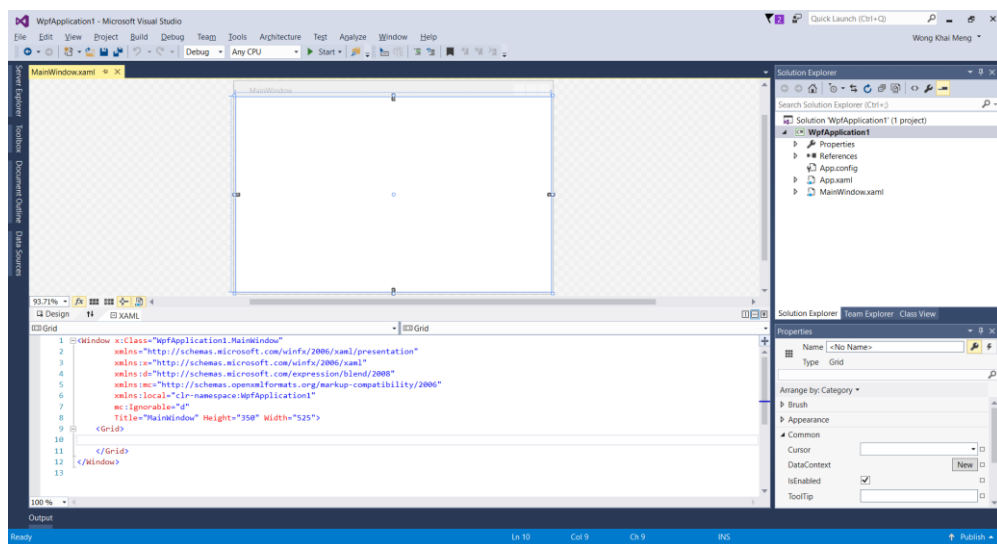 WpfApplication1 - Microsoft Visual Studio
2
Quick Launch (Ctrl+Q)
File Edit View Project Build Debug Team Tools Architecture Test Analyze Window Help
Wong Khai Meng
Debug Any CPU Start
Server Explorer
Toolbox
Document Outline
Data Sources
MainWindow.xaml
MainWindow
93.71% fx
Design XAML
Grid Grid
1 <Window x:Class="WpfApplication1.MainWindow"
2 xmlns="http://schemas.microsoft.com/winfx/2006/xaml/presentation"
3 xmlns:x="http://schemas.microsoft.com/winfx/2006/xaml"
4 xmlns:d="http://schemas.microsoft.com/expression/blend/2008"
5 xmlns:mc="http://schemas.openxmlformats.org/markup-compatibility/2006"
6 xmlns:local="clr-namespace:WpfApplication1"
7 mc:Ignorable="d"
8 Title="MainWindow" Height="350" Width="525">
9 <Grid>
10
11 </Grid>
12 </Window>
13
100 %
Solution Explorer
Search Solution Explorer (Ctrl+;)
Solution 'WpfApplication1' (1 project)
WpfApplication1
Properties
References
App.config
App.xaml
MainWindow.xaml
Solution Explorer Team Explorer Class View
Properties
Name <No Name>
Type Grid
Arrange by: Category
Brush
Appearance
Common
Cursor
DataContext New
IsEnabled
ToolTip
Output
Ready Ln 10 Col 9 Ch 9 INS Publish